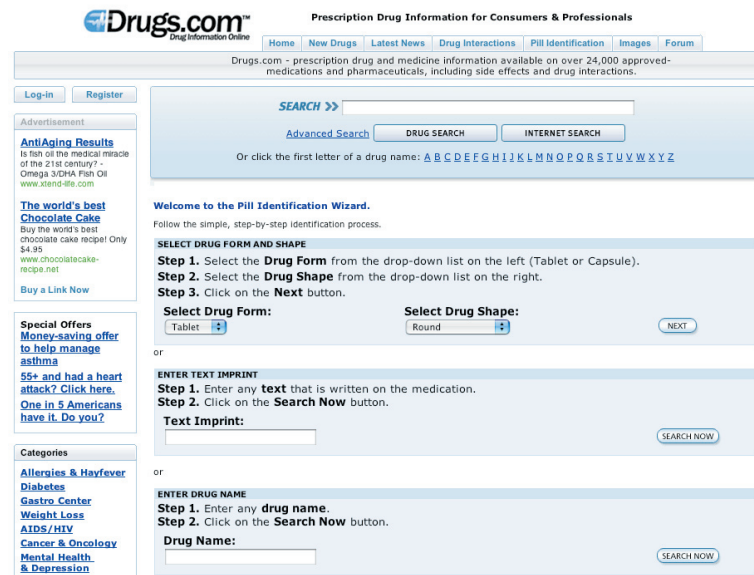 Drugs.com™
Drug Information Online
Prescription Drug Information for Consumers & Professionals
Home New Drugs Latest News Drug Interactions Pill Identification Images Forum
Drugs.com - prescription drug and medicine information available on over 24,000 approved-
medications and pharmaceuticals, including side effects and drug interactions.
Log-in Register
Advertisement
AntiAging Results
Is fish oil the medical miracle
of the 21st century? -
Omega 3/DHA Fish Oil
www.xtend-life.com
The world's best
Chocolate Cake
Buy the world's best
chocolate cake recipe! Only
$4.95
www.chocolatecake-
recipe.net
Buy a Link Now
Special Offers
Money-saving offer
to help manage
asthma
55+ and had a heart
attack? Click here.
One in 5 Americans
have it. Do you?
Categories
Allergies & Hayfever
Diabetes
Gastro Center
Weight Loss
AIDS/HIV
Cancer & Oncology
Mental Health
& Depression
SEARCH >>
Advanced Search DRUG SEARCH INTERNET SEARCH
Or click the first letter of a drug name: A B C D E F G H I J K L M N O P Q R S T U V W X Y Z
Welcome to the Pill Identification Wizard.
Follow the simple, step-by-step identification process.
SELECT DRUG FORM AND SHAPE
Step 1. Select the Drug Form from the drop-down list on the left (Tablet or Capsule).
Step 2. Select the Drug Shape from the drop-down list on the right.
Step 3. Click on the Next button.
Select Drug Form: Select Drug Shape:
Tablet Round NEXT
or
ENTER TEXT IMPRINT
Step 1. Enter any text that is written on the medication.
Step 2. Click on the Search Now button.
Text Imprint:
SEARCH NOW
or
ENTER DRUG NAME
Step 1. Enter any drug name.
Step 2. Click on the Search Now button.
Drug Name:
SEARCH NOW